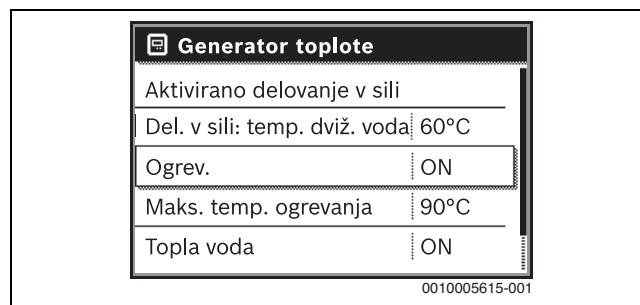 Generator toplote
Aktivirano delovanje v sili
Del. v sili: temp. dviž. voda 60°C
Ogrev. ON
Maks. temp. ogrevanja 90°C
Topla voda ON
0010005615-001